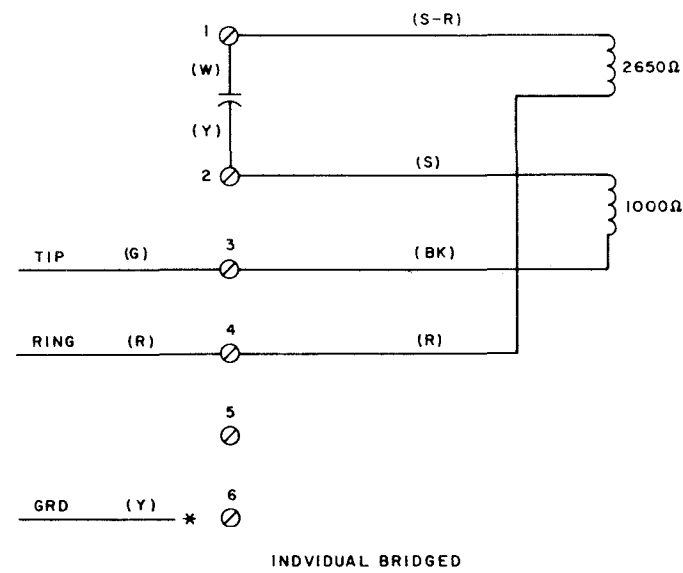 1 (S-R)
(W) 2650Ω
(Y)
2 (S)
1000Ω
3
TIP (G) (BK)
4
RING (R) (R)
5
6
GRD (Y) *
INDVIDUAL BRIDGED